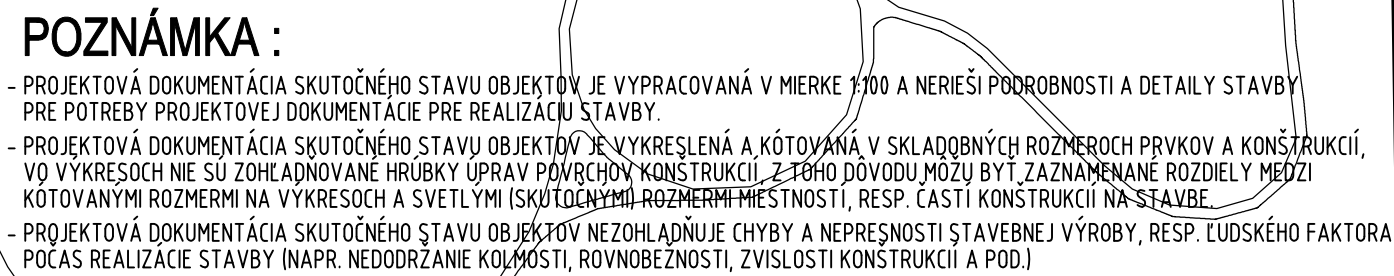 POZNÁMKA :
- PROJEKTOVÁ DOKUMENTÁCIA SKUTOČNÉHO STAVU OBJEKTOV JE VYPRACOVANÁ V MIERKE 1:100 A NERIEŠI PODROBNOSTI A DETAILY STAVBY
PRE POTREBY PROJEKTOVEJ DOKUMENTÁCIE PRE REALIZÁCIU STAVBY.
- PROJEKTOVÁ DOKUMENTÁCIA SKUTOČNÉHO STAVU OBJEKTOV JE VYKRESLENÁ A KÓTOVANÁ V SKLADOBNÝCH ROZMEROCH PRVKOV A KONŠTRUKCIÍ,
VO VÝKRESOCH NIE SÚ ZOHĽADŇOVANÉ HRÚBKY ÚPRAV POVRCHOV KONŠTRUKCIÍ, Z TOHO DÔVODU MÔŽU BYŤ ZAZNAMENANÉ ROZDIELY MEDZI
KÓTOVANÝMI ROZMERMI NA VÝKRESOCH A SVETLÝMI (SKUTOČNÝMI) ROZMERMI MIESTNOSTÍ, RESP. ČASTÍ KONŠTRUKCIÍ NA STAVBE.
- PROJEKTOVÁ DOKUMENTÁCIA SKUTOČNÉHO STAVU OBJEKTOV NEZOHLADŇUJE CHYBY A NEPRESNOSTI STAVEBNEJ VÝROBY, RESP. ĽUDSKÉHO FAKTORA
POČAS REALIZÁCIE STAVBY (NAPR. NEDODRŽANIE KOLMOSTI, ROVNOBEŽNOSTI, ZVISLOSTI KONŠTRUKCIÍ A POD.)